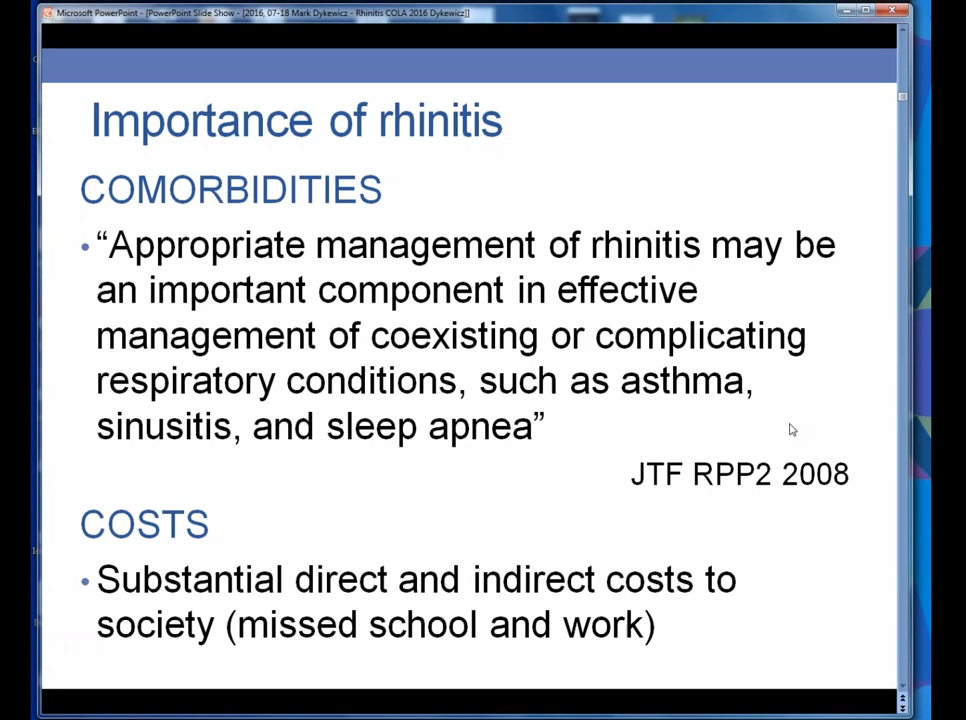 Microsoft PowerPoint - [PowerPoint Slide Show - [2016, 07-18 Mark Dykewicz - Rhinitis COLA 2016 Dykewicz]]
Importance of rhinitis
COMORBIDITIES
• “Appropriate management of rhinitis may be
an important component in effective
management of coexisting or complicating
respiratory conditions, such as asthma,
sinusitis, and sleep apnea”
JTF RPP2 2008
COSTS
• Substantial direct and indirect costs to
society (missed school and work)